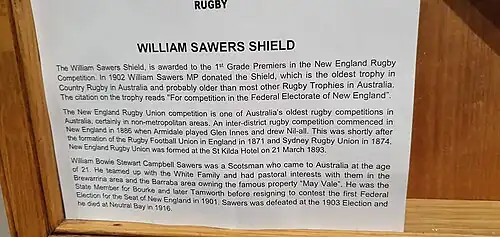 RUGBY
WILLIAM SAWERS SHIELD
The William Sawers Shield, is awarded to the 1st Grade Premiers in the New England Rugby
Competition. In 1902 William Sawers MP donated the Shield, which is the oldest trophy in
Country Rugby in Australia and probably older than most other Rugby Trophies in Australia.
The citation on the trophy reads "For competition in the Federal Electorate of New England".
The New England Rugby Union competition is one of Australia's oldest rugby competitions in
Australia, certainly in non-metropolitan areas. An inter-district rugby competition commenced in
New England in 1886 when Armidale played Glen Innes and drew Nil-all. This was shortly after
the formation of the Rugby Football Union in England in 1871 and Sydney Rugby Union in 1874.
New England Rugby Union was formed at the St Kilda Hotel on 21 March 1893.
William Bowie Stewart Campbell Sawers was a Scotsman who came to Australia at the age
of 21. He teamed up with the White Family and had pastoral interests with them in the
Brewarrina area and the Barraba area owning the famous property "May Vale". He was the
State Member for Bourke and later Tamworth before resigning to contest the first Federal
Election for the Seat of New England in 1901. Sawers was defeated at the 1903 Election and
he died at Neutral Bay in 1916.